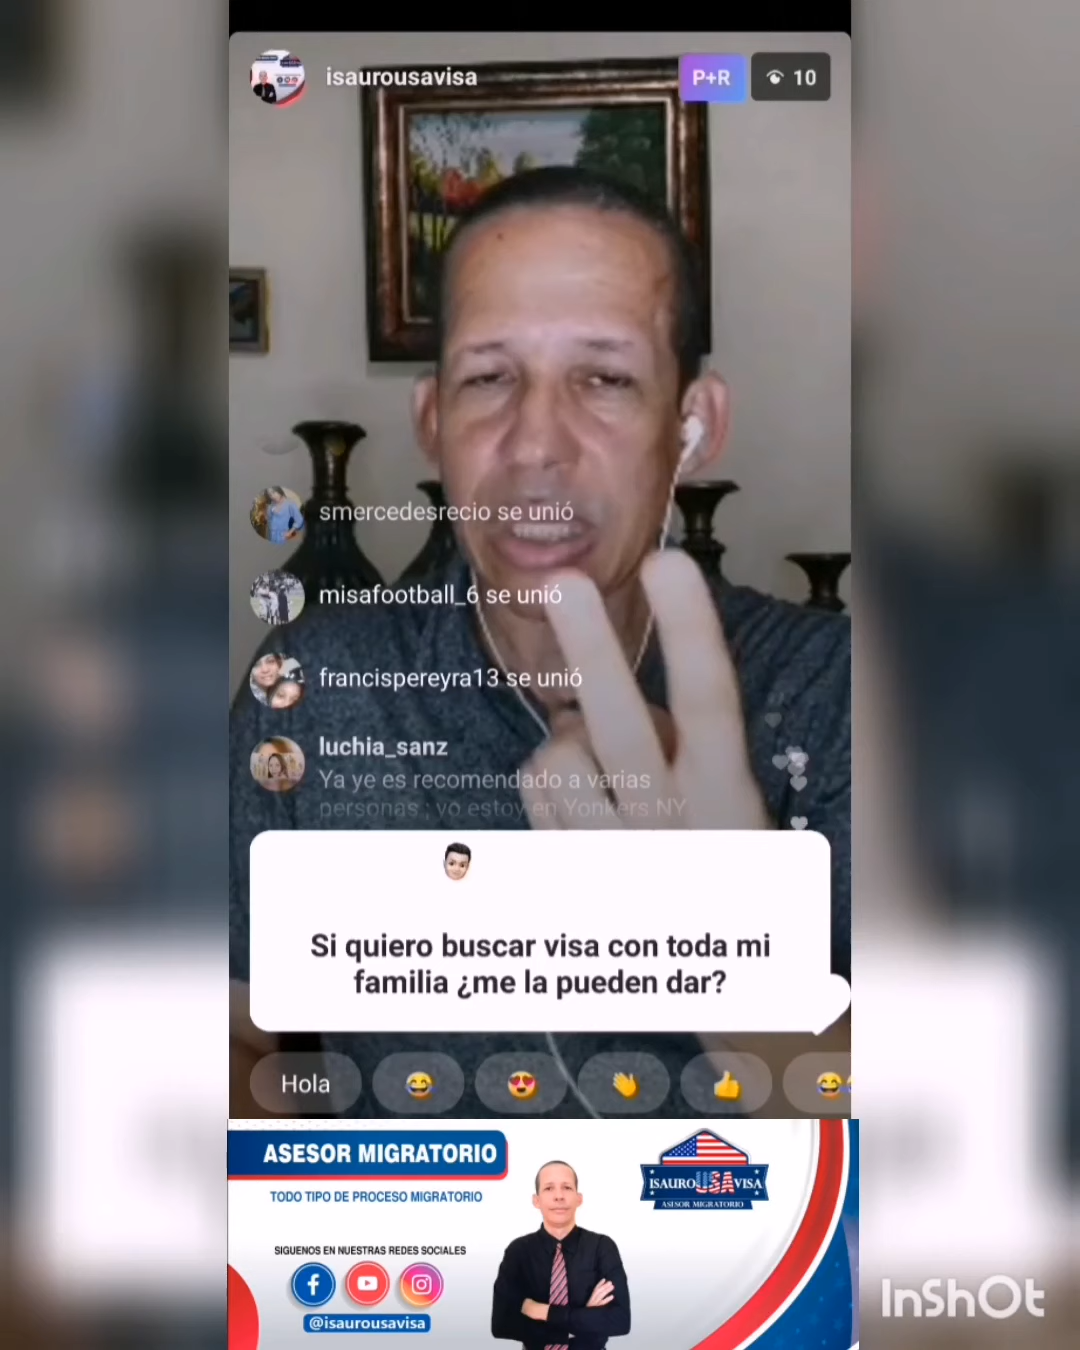 isaurousavisa
P+R
10
smercedesrecio se unió
misafootball_6 se unió
francispereyra13 se unió
luchia_sanz
Ya ye es recomendado a varias
personas ; yo estoy en Yonkers NY
Si quiero buscar visa con toda mi
familia ¿me la pueden dar?
Hola
ASESOR MIGRATORIO
TODO TIPO DE PROCESO MIGRATORIO
SIGUENOS EN NUESTRAS REDES SOCIALES
@isaurousavisa
ISAURO USA VISA
ASESOR MIGRATORIO
InShOt